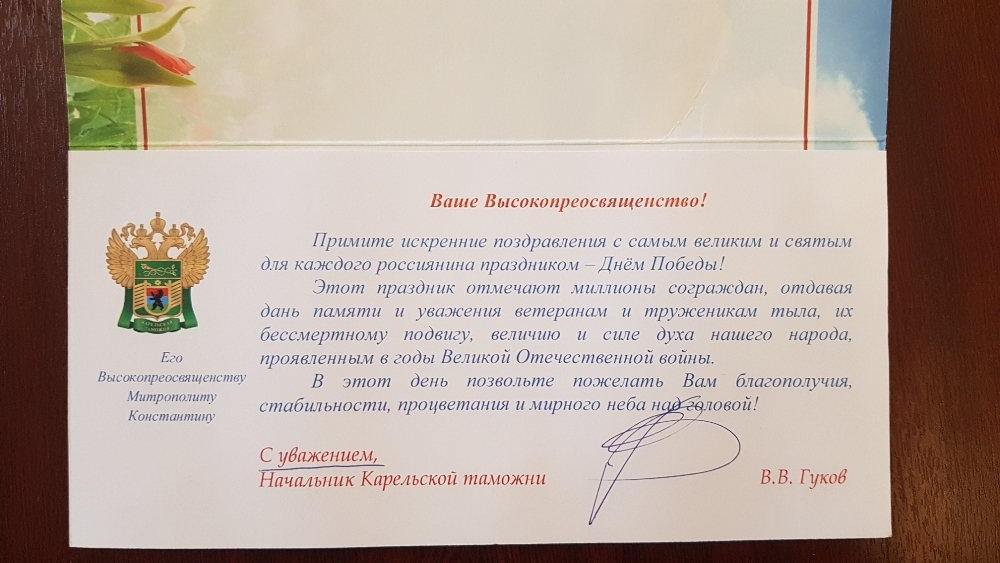 Ваше Высокопреосвященство!
Примите искренние поздравления с самым великим и святым
для каждого россиянина праздником – Днём Победы!
Этот праздник отмечают миллионы сограждан, отдавая
дань памяти и уважения ветеранам и труженикам тыла, их
бессмертному подвигу, величию и силе духа нашего народа,
проявленным в годы Великой Отечественной войны.
В этот день позвольте пожелать Вам благополучия,
стабильности, процветания и мирного неба над головой!
КАРЕЛЬСКАЯ
ТАМОЖНЯ
Его
Высокопреосвященству
Митрополиту
Константину
С уважением,
Начальник Карельской таможни
В.В. Гуков